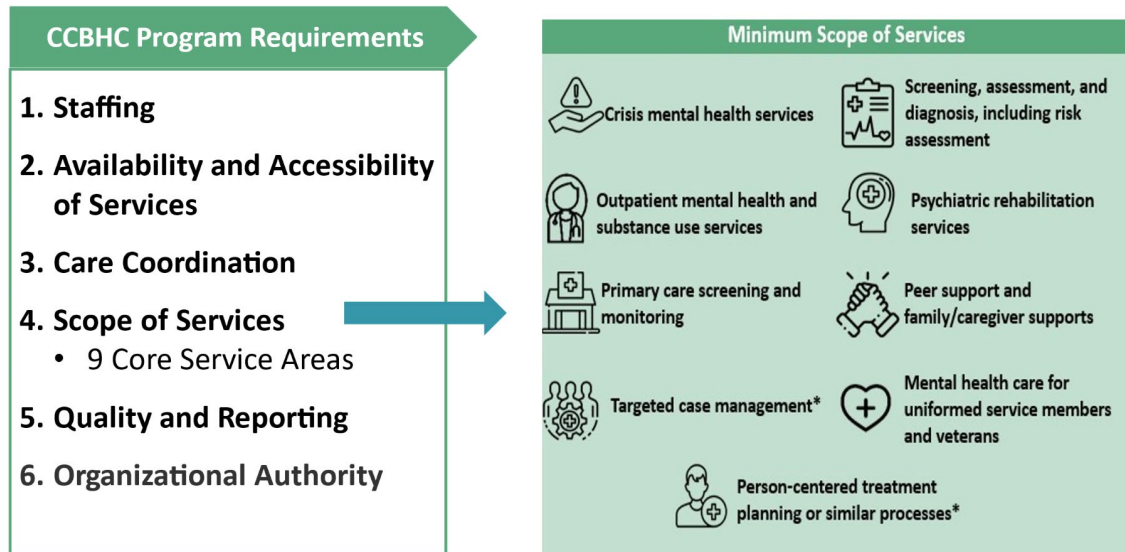 CCBHC Program Requirements
1. Staffing
2. Availability and Accessibility
of Services
3. Care Coordination
4. Scope of Services
• 9 Core Service Areas
5. Quality and Reporting
6. Organizational Authority
Minimum Scope of Services
Crisis mental health services
Screening, assessment, and
diagnosis, including risk
assessment
Outpatient mental health and
substance use services
Psychiatric rehabilitation
services
Primary care screening and
monitoring
Peer support and
family/caregiver supports
Targeted case management*
Mental health care for
uniformed service members
and veterans
Person-centered treatment
planning or similar processes*